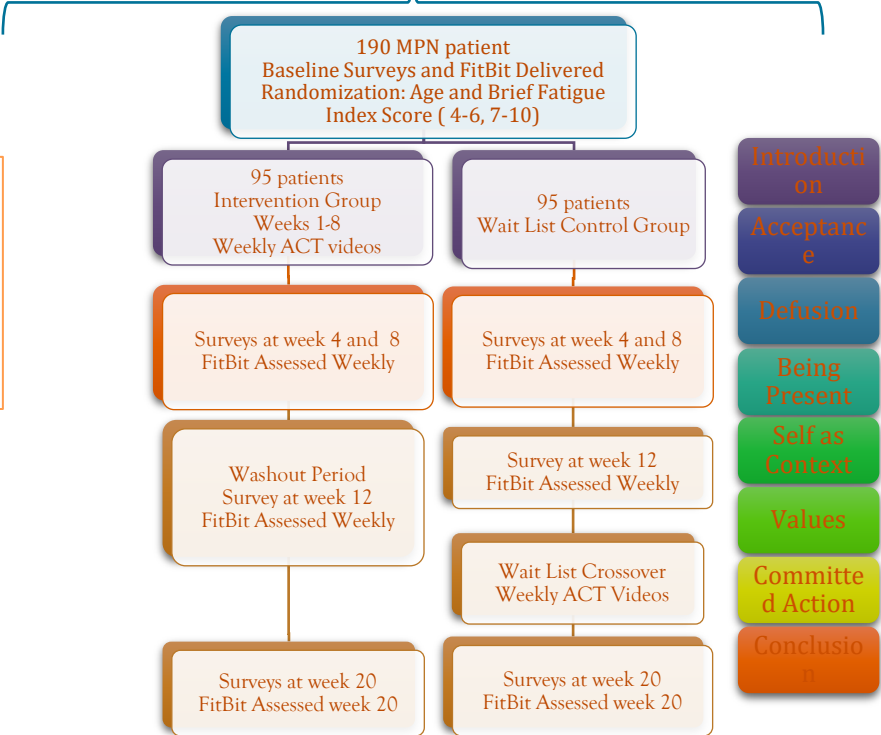 190 MPN patient
Baseline Surveys and FitBit Delivered
Randomization: Age and Brief Fatigue
Index Score ( 4-6, 7-10)
95 patients
Intervention Group
Weeks 1-8
Weekly ACT videos
95 patients
Wait List Control Group
Surveys at week 4 and 8
FitBit Assessed Weekly
Surveys at week 4 and 8
FitBit Assessed Weekly
Washout Period
Survey at week 12
FitBit Assessed Weekly
Survey at week 12
FitBit Assessed Weekly
Wait List Crossover
Weekly ACT Videos
Surveys at week 20
FitBit Assessed week 20
Surveys at week 20
FitBit Assessed week 20
Introducti
on
Acceptanc
e
Defusion
Being
Present
Self as
Context
Values
Committe
d Action
Conclusio
n